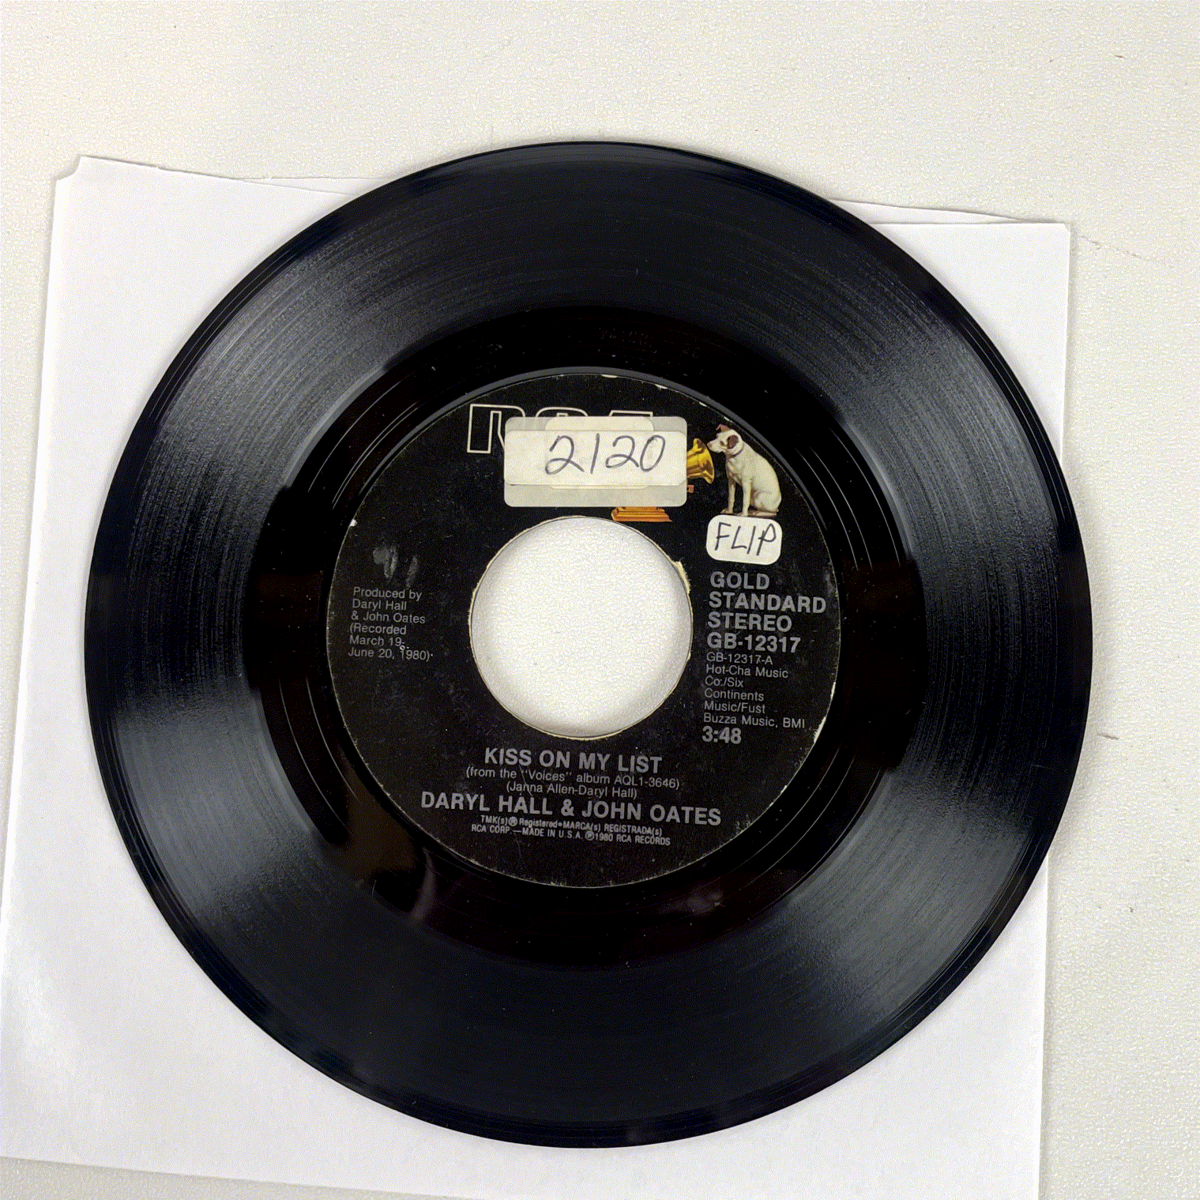 RCA
2120
FLIP
GOLD
STANDARD
STEREO
GB-12317
GB-12317-A
Hot-Cha Music
Co./Six
Continents
Music/Fust
Buzza Music, BMI
3:48
Produced by
Daryl Hall
& John Oates
(Recorded
March 19-
June 20, 1980)
KISS ON MY LIST
(from the "Voices" album AQL1-3646)
(Janna Allen-Daryl Hall)
DARYL HALL & JOHN OATES
TMK(s) ® Registered • MARCA(s) REGISTRADA(s)
RCA CORP.—MADE IN U.S.A. ℗1980 RCA RECORDS